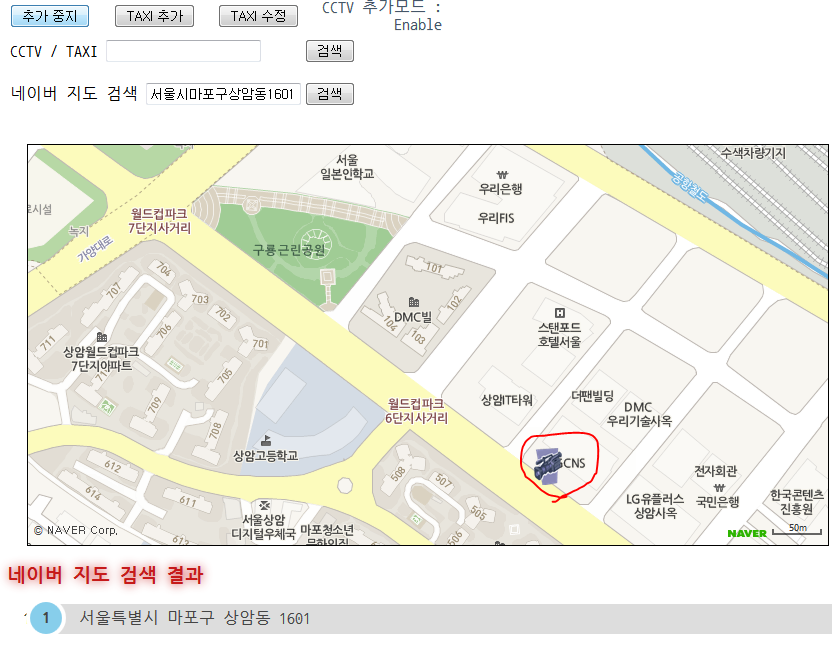 추가 중지 TAXI 추가 TAXI 수정 CCTV 추가모드 :
Enable
CCTV / TAXI 검색
네이버 지도 검색 서울시마포구상암동1601 검색
수색차량기지
서울
일본인학교
우리은행
공항철도
우리FIS
시설
월드컵파크
7단지사거리
녹지
가양대로
구룡근린공원
101
102
103
104
DMC빌
704
707
703
702
706
701
705
711
상암월드컵파크
7단지아파트
709
708
스탠포드
호텔서울
상암IT타워
더팬빌딩
DMC
우리기술사옥
월드컵파크
6단지사거리
상암고등학교
CNS
612
614
611
508
507
505
506
전자회관
국민은행
LG유플러스
상암사옥
한국콘텐츠
진흥원
서울상암
디지털우체국
마포청소년
문화의집
© NAVER Corp.
NAVER 50m
네이버 지도 검색 결과
1 서울특별시 마포구 상암동 1601